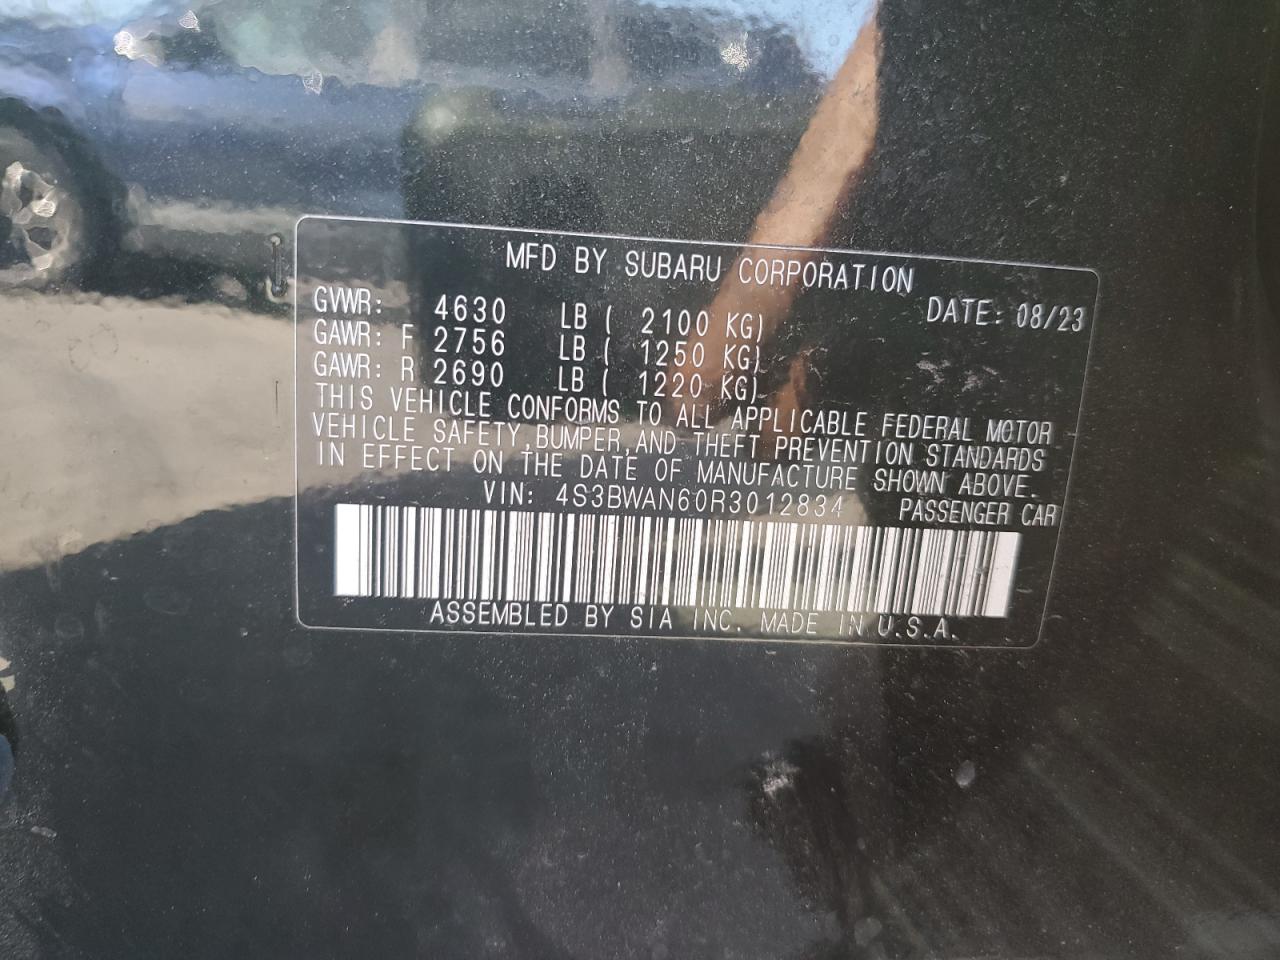 MFD BY SUBARU CORPORATION
DATE: 08/23
GVWR: 4630 LB ( 2100 KG)
GAWR: F 2756 LB ( 1250 KG)
GAWR: R 2690 LB ( 1220 KG)
THIS VEHICLE CONFORMS TO ALL APPLICABLE FEDERAL MOTOR
VEHICLE SAFETY, BUMPER, AND THEFT PREVENTION STANDARDS
IN EFFECT ON THE DATE OF MANUFACTURE SHOWN ABOVE.
VIN: 4S3BWAN60R3012834 PASSENGER CAR
ASSEMBLED BY SIA INC. MADE IN U.S.A.